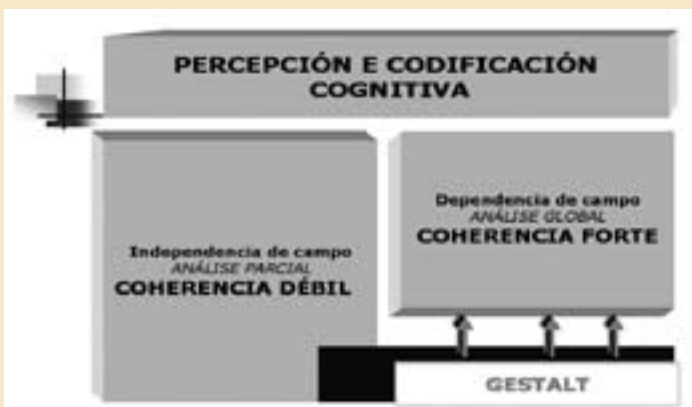 PERCEPCIÓN E CODIFICACIÓN
COGNITIVA
Independencia de campo
ANÁLISE PARCIAL
COHERENCIA DÉBIL
Dependencia de campo
ANÁLISE GLOBAL
COHERENCIA FORTE
GESTALT